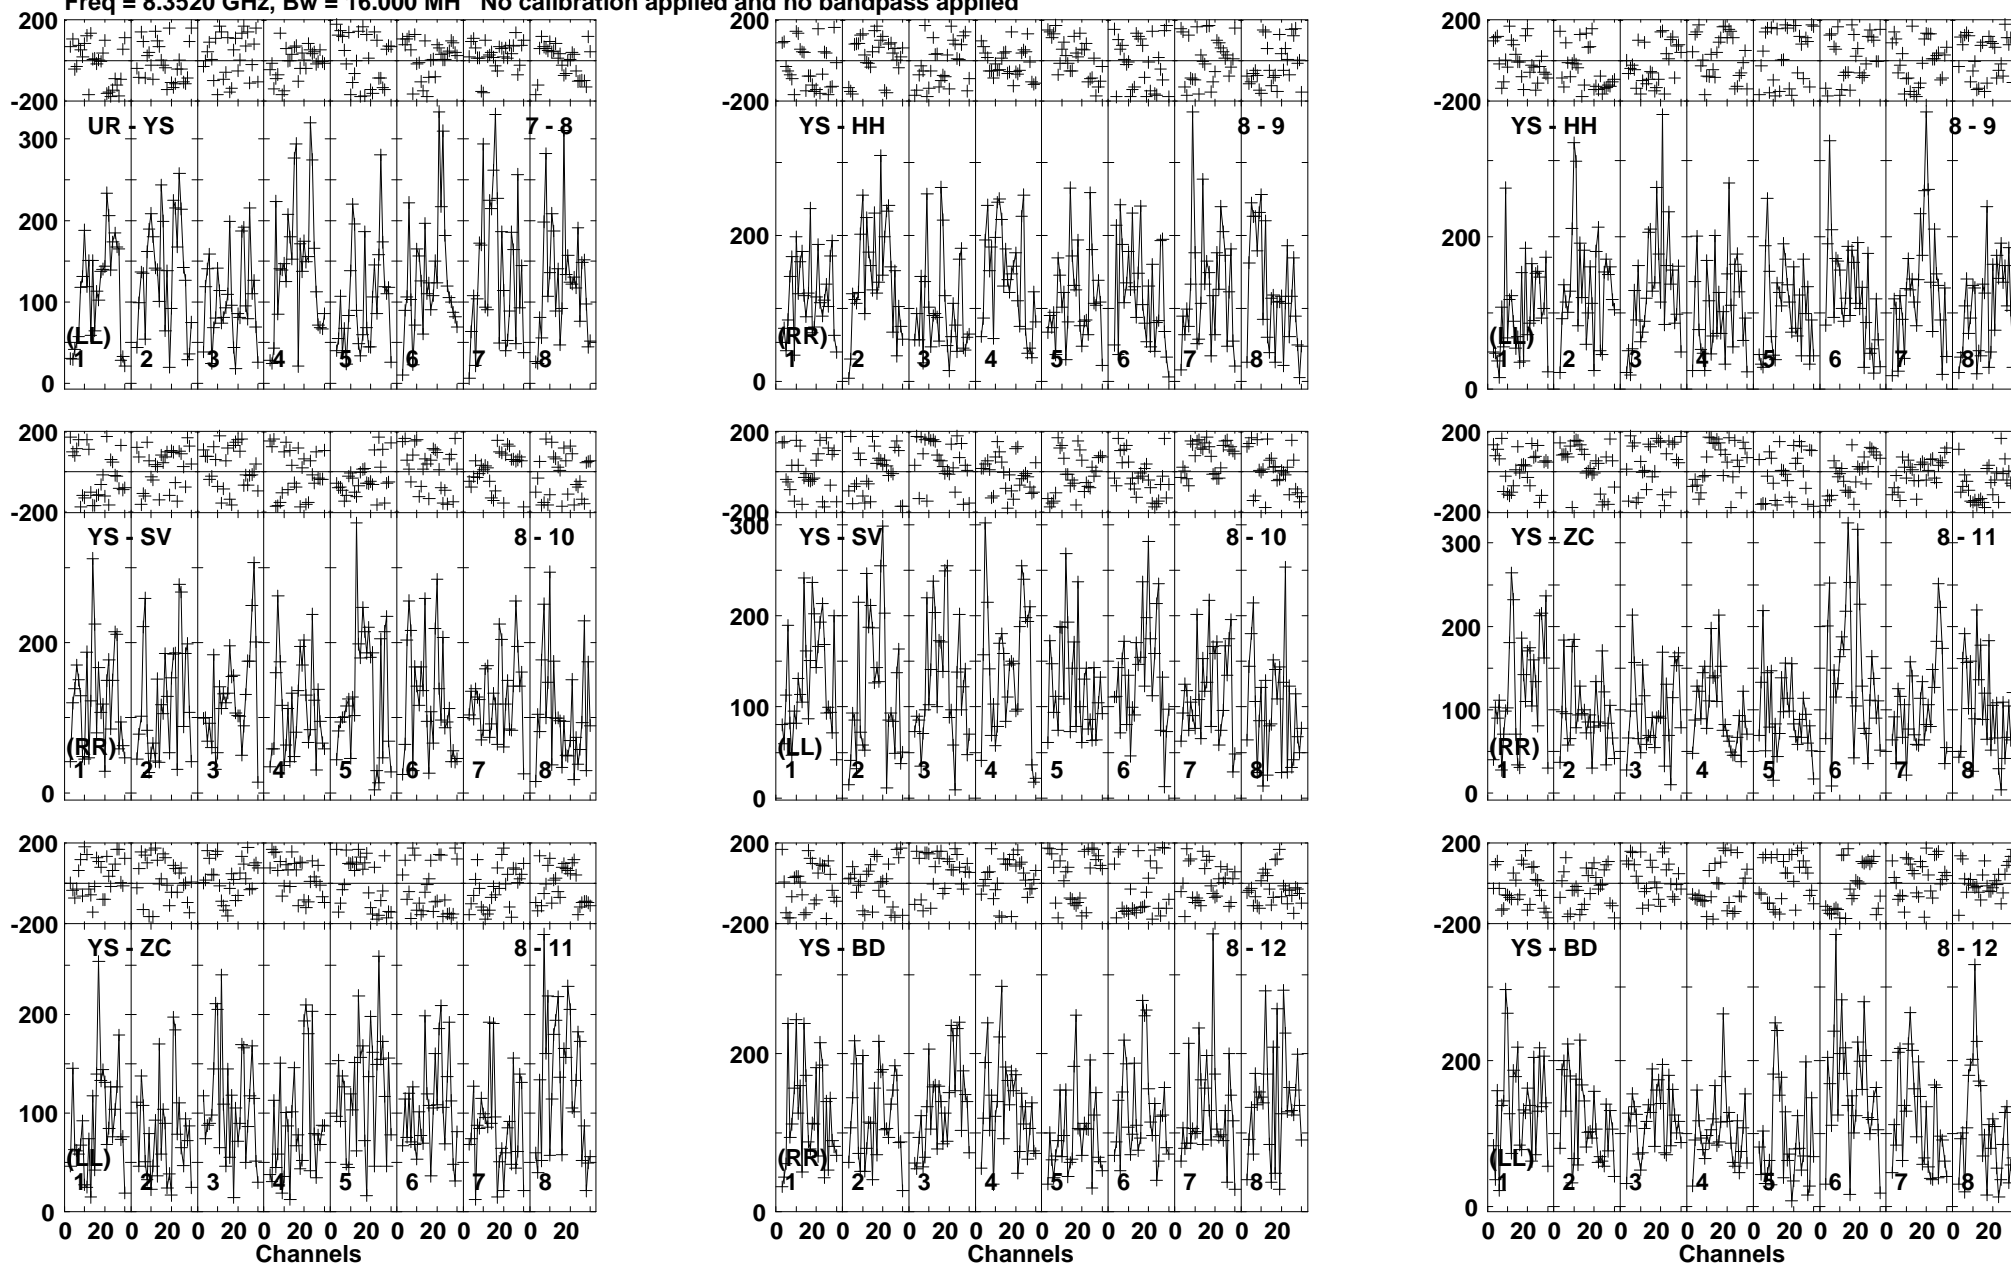 Freq = 8.3520 GHz, Bw = 16.000 MH   No calibration applied and no bandpass applied
200 200 200
-200 -200 -200
UR - YS 7 - 8 YS - HH 8 - 9 YS - HH 8 - 9
300
200 200 200
100
(LL) (RR) (LL)
1 2 3 4 5 6 7 8 1 2 3 4 5 6 7 8 1 2 3 4 5 6 7 8
0 0 0
200 200 200
-200 -200 -200
YS - SV 8 - 10 YS - SV 8 - 10 YS - ZC 8 - 11
300 300
200 200 200
100 100
(RR) (LL) (RR)
1 2 3 4 5 6 7 8 1 2 3 4 5 6 7 8 1 2 3 4 5 6 7 8
0 0 0
200 200 200
-200 -200 -200
YS - ZC 8 - 11 YS - BD 8 - 12 YS - BD 8 - 12
200 200 200
100
(LL) (RR) (LL)
1 2 3 4 5 6 7 8 1 2 3 4 5 6 7 8 1 2 3 4 5 6 7 8
0 0 0
0 20 0 20 0 20 0 20 0 20 0 20 0 20 0 20 0 20 0 20 0 20 0 20 0 20 0 20 0 20 0 20 0 20 0 20 0 20 0 20 0 20 0 20 0 20 0 20
Channels Channels Channels